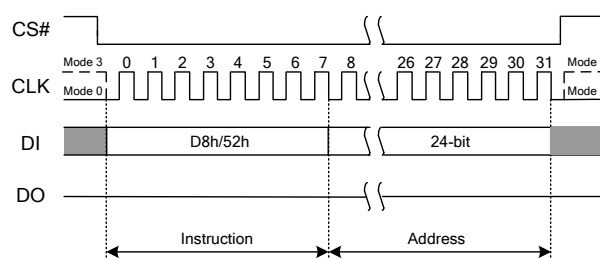 CS#
Mode 3 0 1 2 3 4 5 6 7 8 26 27 28 29 30 31 Mode
CLK
Mode 0 Mode
DI D8h/52h 24-bit
DO
Instruction Address